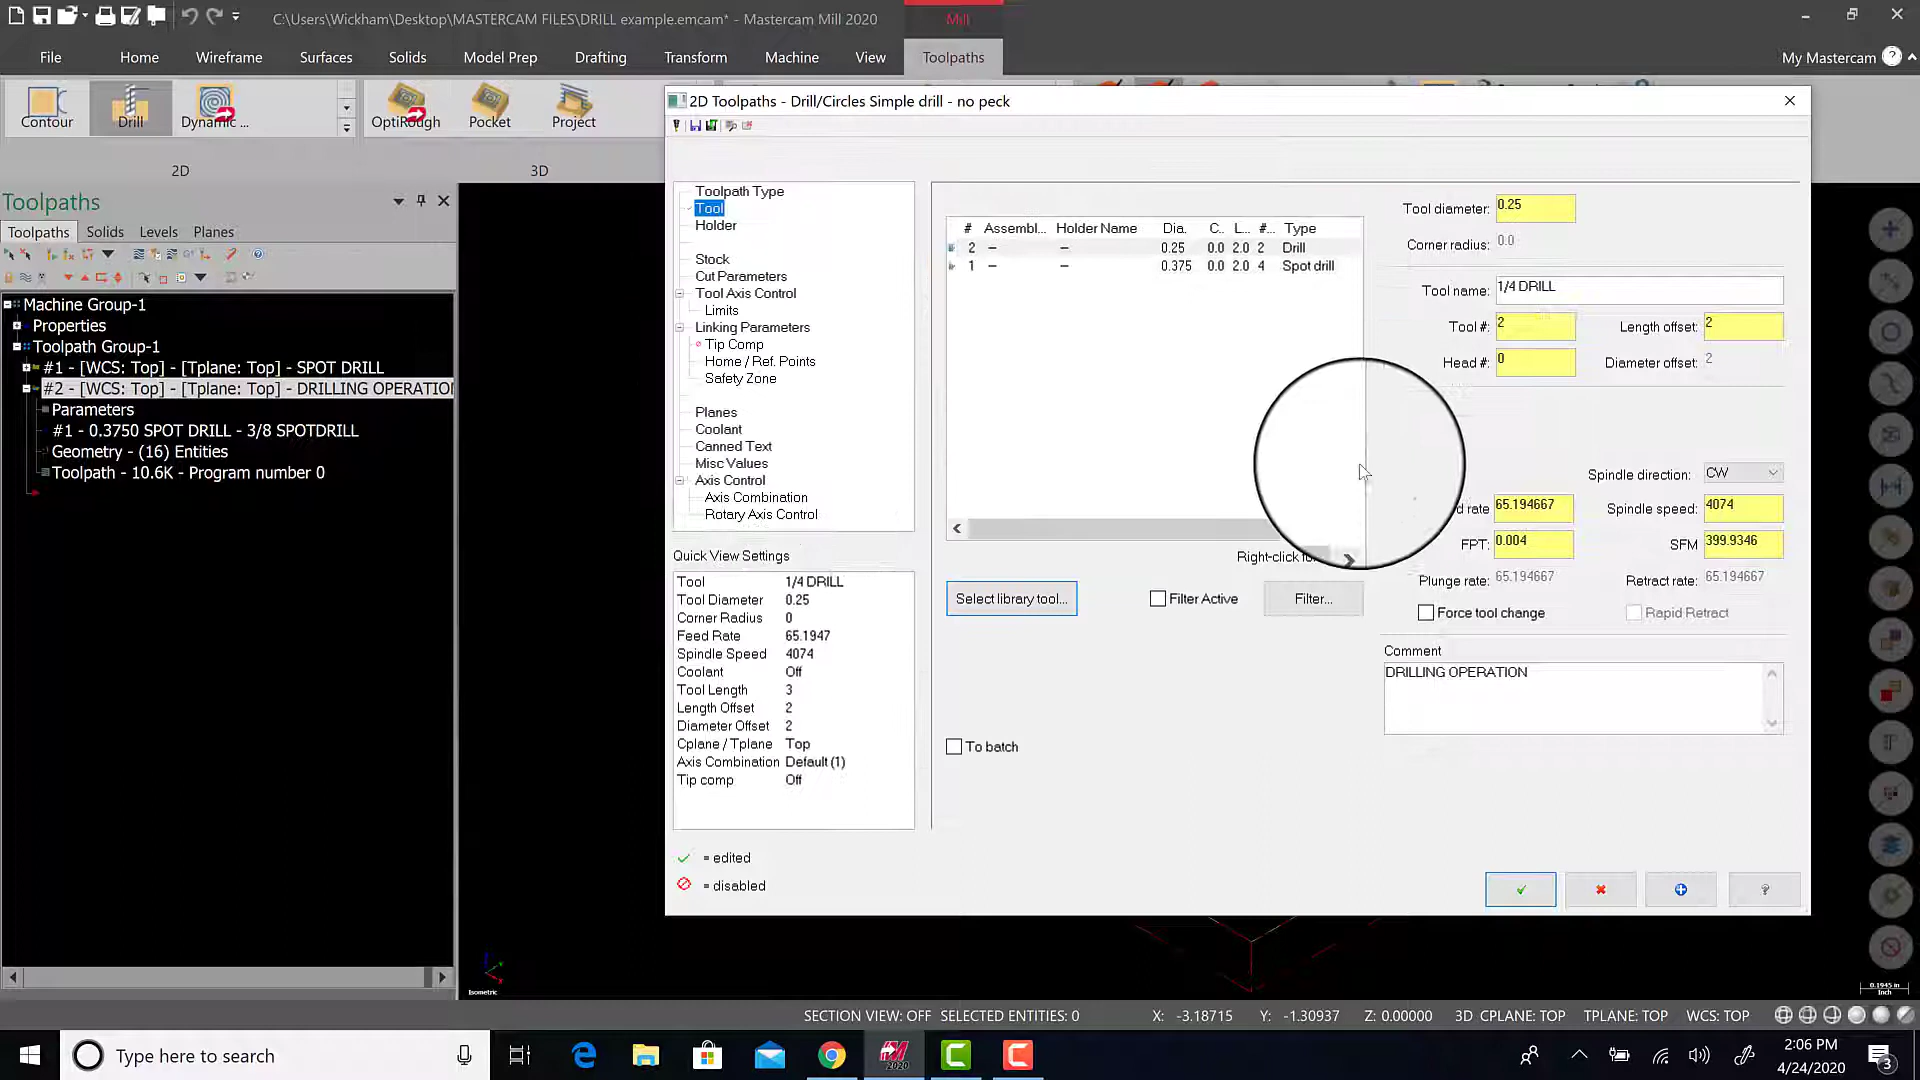 C:\Users\Wickham\Desktop\MASTERCAM FILES\DRILL example.emcam* - Mastercam Mill 2020
Mill
File Home Wireframe Surfaces Solids Model Prep Drafting Transform Machine View Toolpaths My Mastercam
Contour Drill Dynamic ... OptiRough Pocket Project
2D 3D
Toolpaths
Toolpaths Solids Levels Planes
Machine Group-1
Properties
Toolpath Group-1
#1 - [WCS: Top] - [Tplane: Top] - SPOT DRILL
#2 - [WCS: Top] - [Tplane: Top] - DRILLING OPERATION
Parameters
#1 - 0.3750 SPOT DRILL - 3/8 SPOTDRILL
Geometry - (16) Entities
Toolpath - 10.6K - Program number 0
2D Toolpaths - Drill/Circles Simple drill - no peck
Toolpath Type
Tool
Holder
Stock
Cut Parameters
Tool Axis Control
Limits
Linking Parameters
Tip Comp
Home / Ref. Points
Safety Zone
Planes
Coolant
Canned Text
Misc Values
Axis Control
Axis Combination
Rotary Axis Control
Quick View Settings
Tool 1/4 DRILL
Tool Diameter 0.25
Corner Radius 0
Feed Rate 65.1947
Spindle Speed 4074
Coolant Off
Tool Length 3
Length Offset 2
Diameter Offset 2
Cplane / Tplane Top
Axis Combination Default (1)
Tip comp Off
= edited
= disabled
# Assembl... Holder Name Dia. C.. L... #... Type
2 – – 0.25 0.0 2.0 2 Drill
1 – – 0.375 0.0 2.0 4 Spot drill
Right-click fo
Select library tool... Filter Active Filter...
To batch
Tool diameter: 0.25
Corner radius: 0.0
Tool name: 1/4 DRILL
Tool #: 2 Length offset: 2
Head #: 0 Diameter offset: 2
Spindle direction: CW
d rate 65.194667 Spindle speed: 4074
FPT: 0.004 SFM 399.9346
Plunge rate: 65.194667 Retract rate: 65.194667
Force tool change Rapid Retract
Comment
DRILLING OPERATION
Isometric
0.1945 in
Inch
SECTION VIEW: OFF SELECTED ENTITIES: 0 X: -3.18715 Y: -1.30937 Z: 0.00000 3D CPLANE: TOP TPLANE: TOP WCS: TOP
Type here to search
2020
2:06 PM
4/24/2020
3